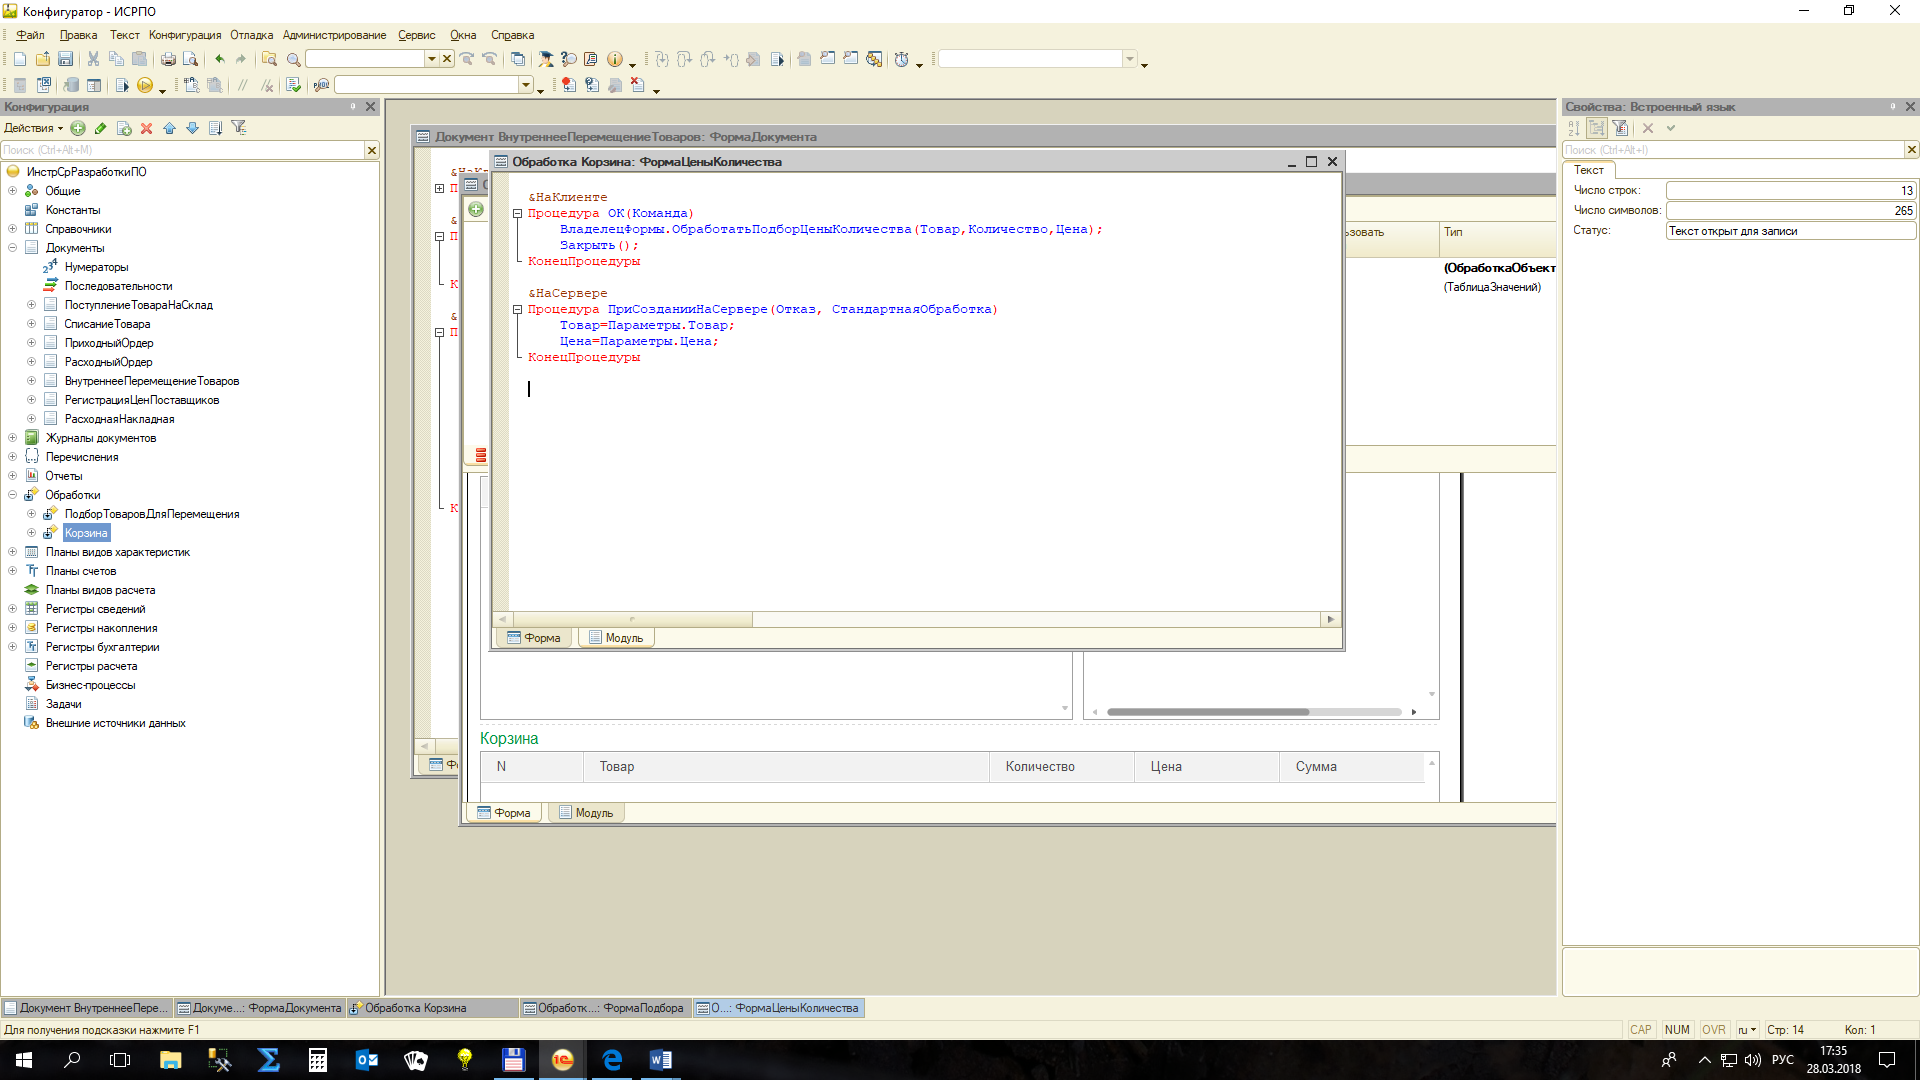 Конфигуратор - ИСРПО
Файл Правка Текст Конфигурация Отладка Администрирование Сервис Окна Справка
Конфигурация
Действия
Поиск (Ctrl+Alt+M)
ИнстрСрРазработкиПО
Общие
Константы
Справочники
Документы
Нумераторы
Последовательности
ПоступлениеТовараНаСклад
СписаниеТовара
ПриходныйОрдер
РасходныйОрдер
ВнутреннееПеремещениеТоваров
РегистрацияЦенПоставщиков
РасходнаяНакладная
Журналы документов
Перечисления
Отчеты
Обработки
ПодборТоваровДляПеремещения
Корзина
Планы видов характеристик
Планы счетов
Планы видов расчета
Регистры сведений
Регистры накопления
Регистры бухгалтерии
Регистры расчета
Бизнес-процессы
Задачи
Внешние источники данных
Документ ВнутреннееПеремещениеТоваров: ФормаДокумента
Обработка Корзина: ФормаЦеныКоличества
&НаКлиенте
Процедура ОК(Команда)
ВладелецФормы.ОбработатьПодборЦеныКоличества(Товар,Количество,Цена);
Закрыть();
КонецПроцедуры
&НаСервере
Процедура ПриСозданииНаСервере(Отказ, СтандартнаяОбработка)
Товар=Параметры.Товар;
Цена=Параметры.Цена;
КонецПроцедуры
Форма Модуль
Тип
(ОбработкаОбъект
(ТаблицаЗначений)
Корзина
N Товар Количество Цена Сумма
Форма Модуль
Свойства: Встроенный язык
Поиск (Ctrl+Alt+I)
Текст
Число строк: 13
Число символов: 265
Статус: Текст открыт для записи
Документ ВнутреннееПере... Докуме...: ФормаДокумента Обработка Корзина Обработк...: ФормаПодбора О...: ФормаЦеныКоличества
Для получения подсказки нажмите F1
CAP NUM OVR ru Стр: 14 Кол: 1
РУС
17:35
28.03.2018